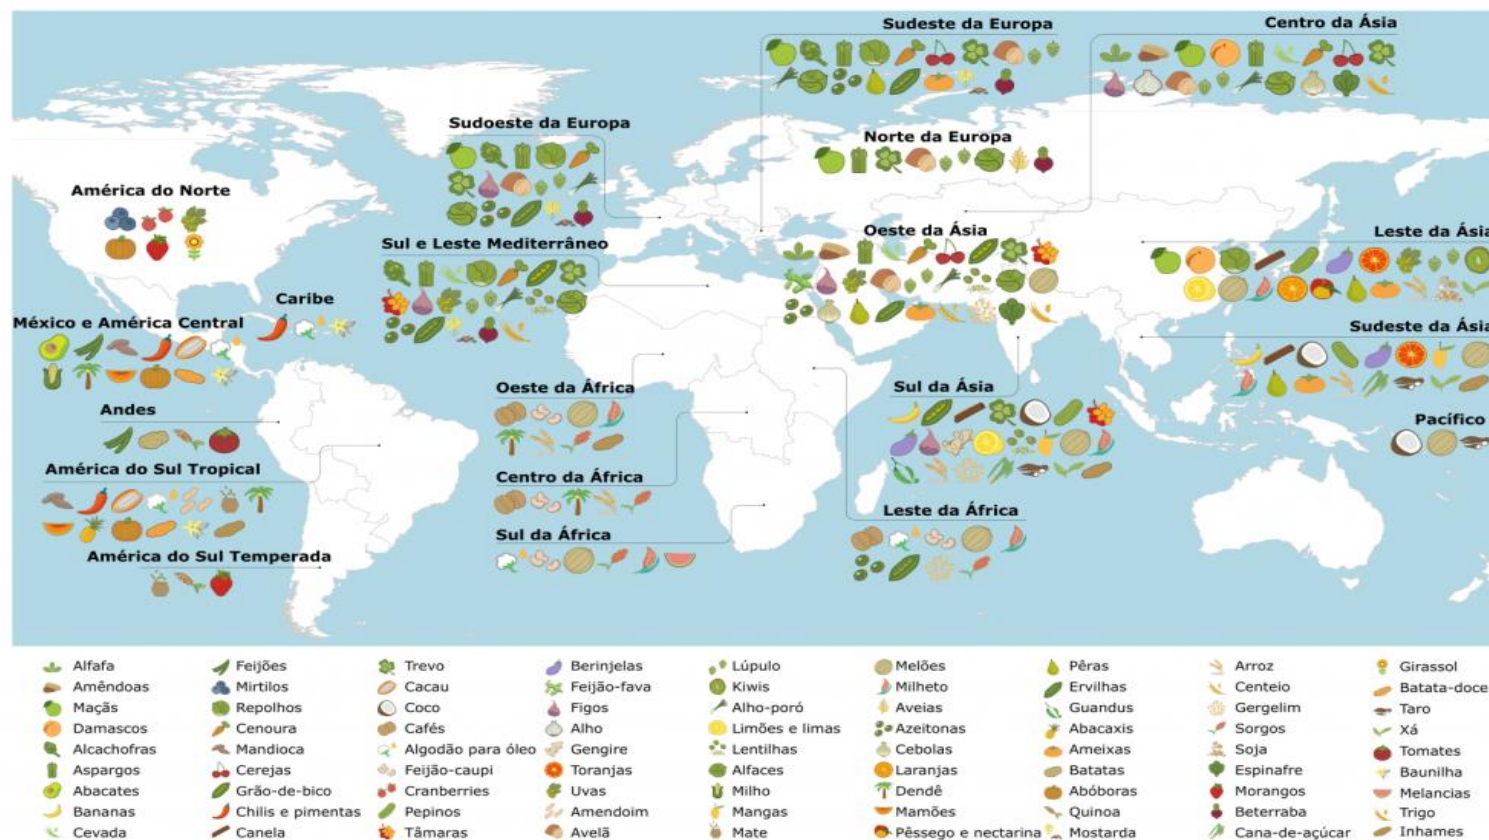 Sudeste da Europa
Centro da Ásia
Sudoeste da Europa
Norte da Europa
América do Norte
Oeste da Ásia
Leste da Ásia
Sul e Leste Mediterrâneo
Caribe
México e América Central
Sudeste da Ásia
Oeste da África
Sul da Ásia
Andes
Pacífico
América do Sul Tropical
Centro da África
Leste da África
Sul da África
América do Sul Temperada
Alfafa
Amêndoas
Maçãs
Damascos
Alcachofras
Aspargos
Abacates
Bananas
Cevada
Feijões
Mirtilos
Repolhos
Cenoura
Mandioca
Cerejas
Grão-de-bico
Chilis e pimentas
Canela
Trevo
Cacau
Coco
Cafés
Algodão para óleo
Feijão-caupi
Cranberries
Pepinos
Tâmaras
Berinjelas
Feijão-fava
Figos
Alho
Gengire
Toranjas
Uvas
Amendoim
Avelã
Lúpulo
Kiwis
Alho-poró
Limões e limas
Lentilhas
Alfaces
Milho
Mangas
Mate
Melões
Milheto
Aveias
Azeitonas
Cebolas
Laranjas
Dendê
Mamões
Pêssego e nectarina
Pêras
Ervilhas
Guandus
Abacaxis
Ameixas
Batatas
Abóboras
Quinoa
Mostarda
Arroz
Centeio
Gergelim
Sorgos
Soja
Espinafre
Morangos
Beterraba
Cana-de-açúcar
Girassol
Batata-doce
Taro
Xá
Tomates
Baunilha
Melancias
Trigo
Inhames